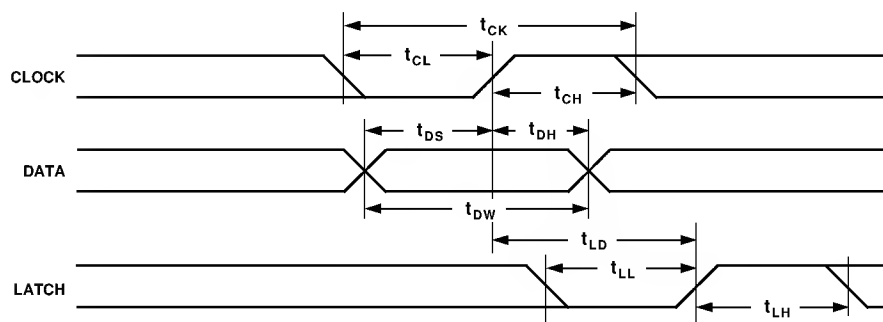 tCK
tCL
CLOCK
tCH
tDS tDH
DATA
tDW
tLD
tLL
LATCH
tLH